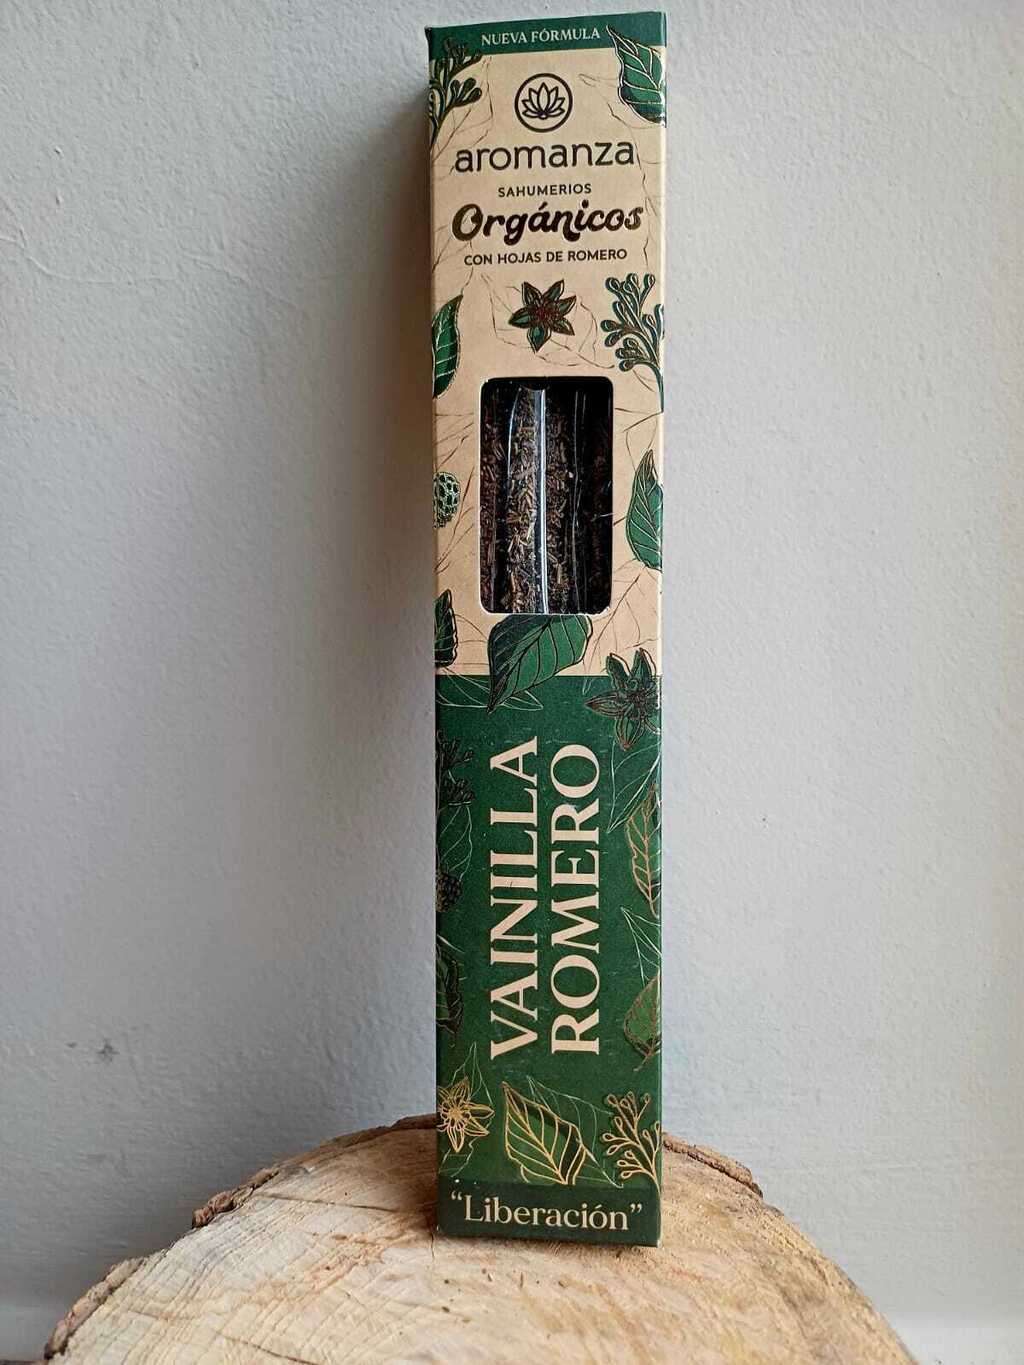 NUEVA FÓRMULA
aromanza
SAHUMERIOS
Orgánicos
CON HOJAS DE ROMERO
VAINILLA
ROMERO
“Liberación”